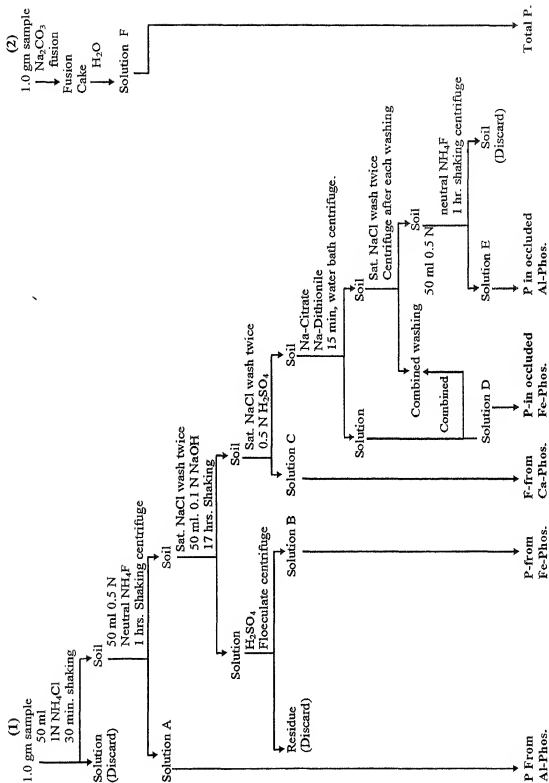 (1)
1.0 gm sample
50 ml
1N NH₄Cl
30 min. shaking
Solution
(Discard)
Soil
50 ml 0.5 N
Neutral NH₄F
1 hrs. Shaking centrifuge
Solution A
Soil
Sat. NaCl wash twice
50 ml. 0.1 N NaOH
17 hrs. Shaking
Solution
H₂SO₄
Floeculate centrifuge
Residue
(Discard)
Solution B
Soil
Sat. NaCl wash twice
0.5 N H₂SO₄
Solution C
Soil
Na-Citrate
Na-Dithionile
15 min, water bath centrifuge.
Solution
Soil
Sat. NaCl wash twice
Centrifuge after each washing
Combined washing
Combined
Solution D
Soil
50 ml 0.5 N
neutral NH₄F
1 hr. shaking centrifuge
Solution E
Soil
(Discard)
P From
Al-Phos.
P-from
Fe-Phos.
F-from
Ca-Phos.
P-in occluded
Fe-Phos.
P in occluded
Al-Phos.
(2)
1.0 gm sample
Na₂CO₃
fusion
Fusion
Cake
H₂O
Solution F
Total P.